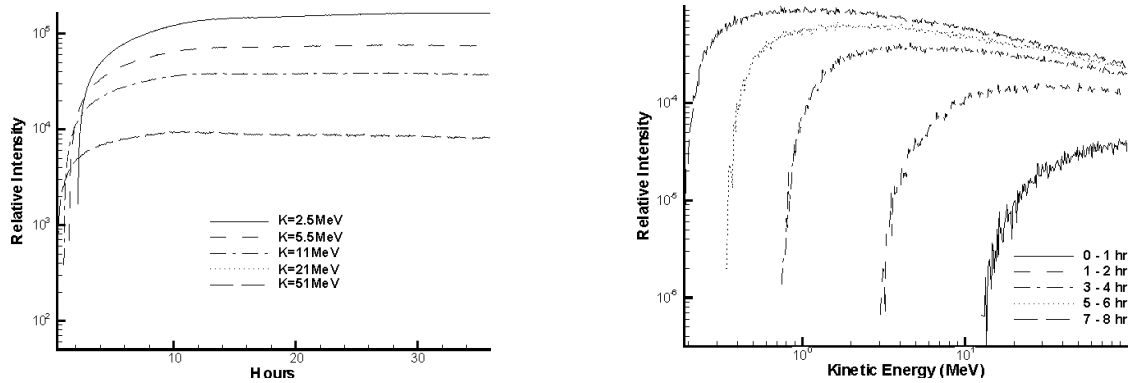 Relative Intensity
10^5
10^4
10^3
10^2
K=2.5MeV
K=5.5MeV
K=11MeV
K=21MeV
K=51MeV
10
20
30
Hours
Relative Intensity
10^-4
10^-5
10^-6
0 - 1 hr
1 - 2 hr
3 - 4 hr
5 - 6 hr
7 - 8 hr
10^0
10^1
Kinetic Energy (MeV)